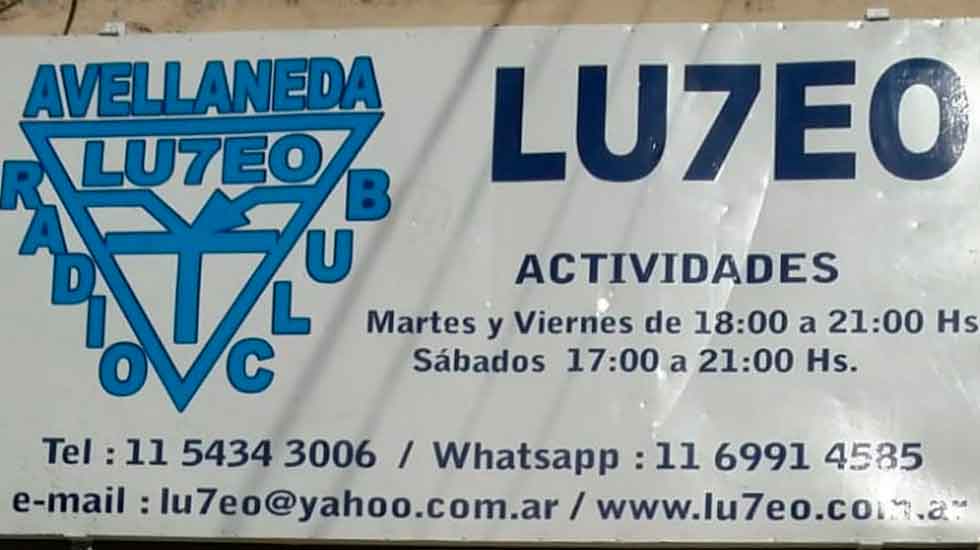 AVELLANEDA
LU7EO
RADIO CLUB
LU7EO
ACTIVIDADES
Martes y Viernes de 18:00 a 21:00 Hs
Sábados 17:00 a 21:00 Hs.
Tel : 11 5434 3006 / Whatsapp : 11 6991 4585
e-mail : lu7eo@yahoo.com.ar / www.lu7eo.com.ar